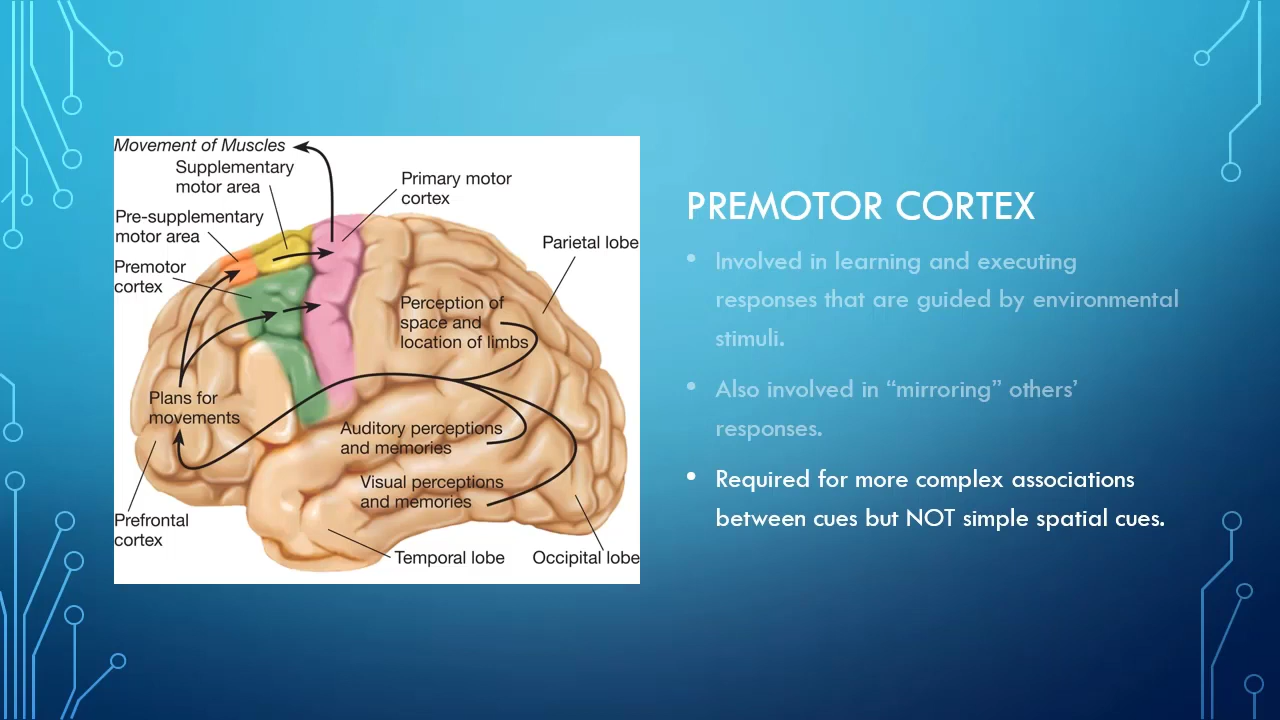 Movement of Muscles
Supplementary
motor area
Primary motor
cortex
Pre-supplementary
motor area
Parietal lobe
Premotor
cortex
Perception of
space and
location of limbs
Plans for
movements
Auditory perceptions
and memories
Visual perceptions
and memories
Prefrontal
cortex
Temporal lobe
Occipital lobe
PREMOTOR CORTEX
• Involved in learning and executing
responses that are guided by environmental
stimuli.
• Also involved in “mirroring” others’
responses.
• Required for more complex associations
between cues but NOT simple spatial cues.